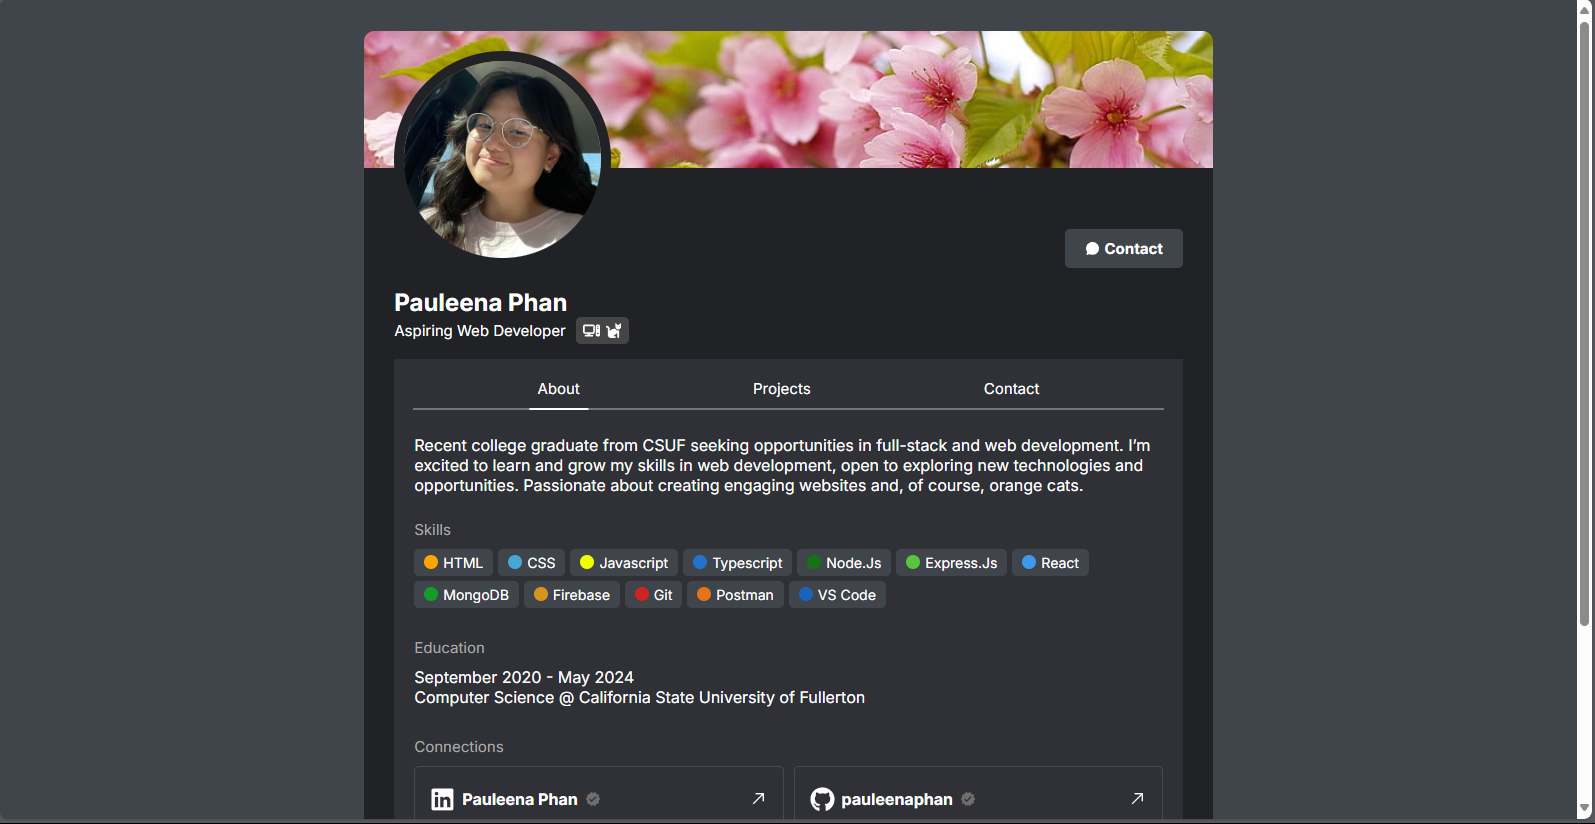 Contact
Pauleena Phan
Aspiring Web Developer
About Projects Contact
Recent college graduate from CSUF seeking opportunities in full-stack and web development. I’m
excited to learn and grow my skills in web development, open to exploring new technologies and
opportunities. Passionate about creating engaging websites and, of course, orange cats.
Skills
HTML CSS Javascript Typescript Node.Js Express.Js React
MongoDB Firebase Git Postman VS Code
Education
September 2020 - May 2024
Computer Science @ California State University of Fullerton
Connections
in Pauleena Phan pauleenaphan